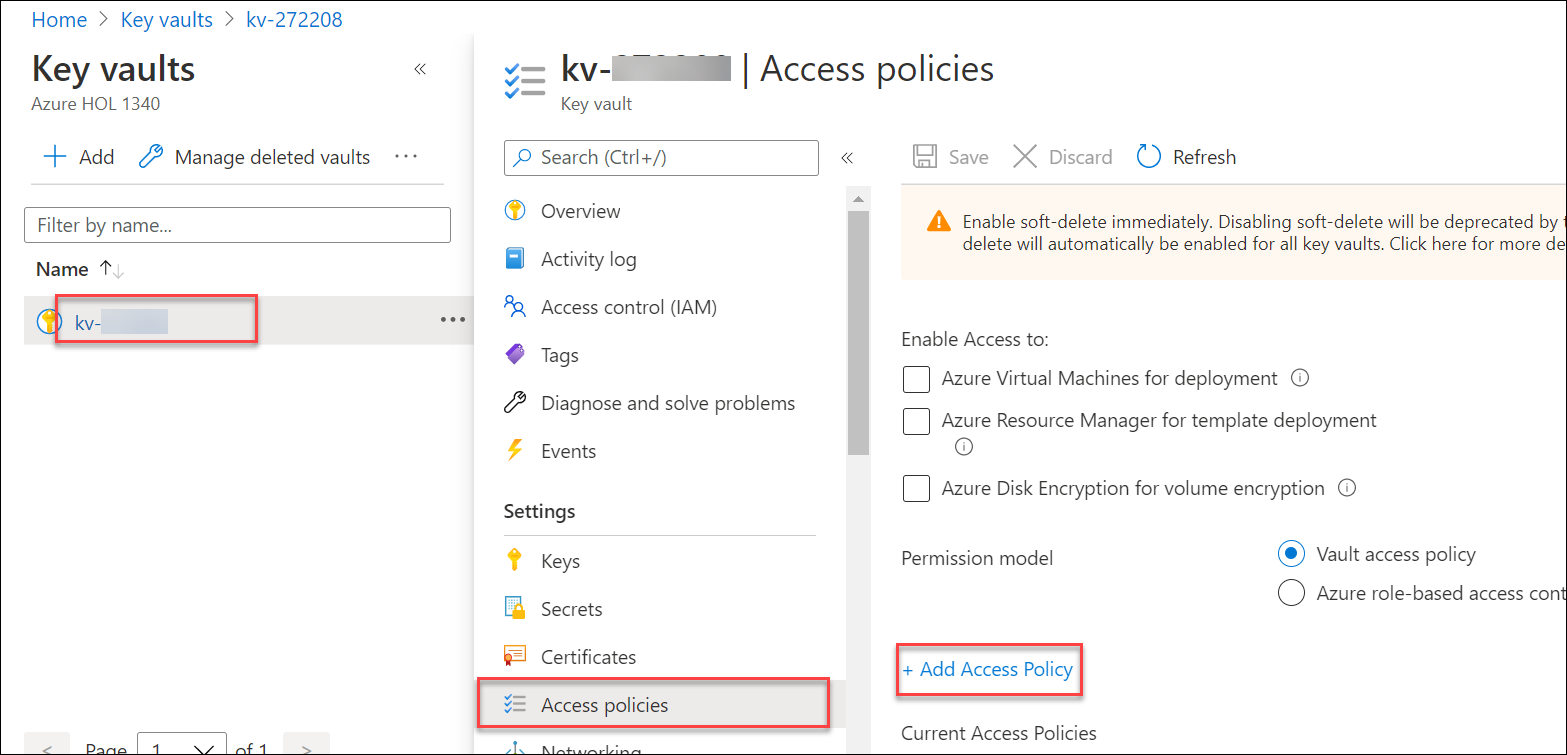 Home > Key vaults > kv-272208
Key vaults
«
Azure HOL 1340
+ Add
Manage deleted vaults
...
Filter by name...
Name ↑↓
kv-
...
< Page 1 of 1 >
kv- | Access policies
Key vault
Search (Ctrl+/)
«
Overview
Activity log
Access control (IAM)
Tags
Diagnose and solve problems
Events
Settings
Keys
Secrets
Certificates
Access policies
Networking
Save
Discard
Refresh
Enable soft-delete immediately. Disabling soft-delete will be deprecated by
delete will automatically be enabled for all key vaults. Click here for more de
Enable Access to:
Azure Virtual Machines for deployment
Azure Resource Manager for template deployment
Azure Disk Encryption for volume encryption
Permission model
Vault access policy
Azure role-based access cont
+ Add Access Policy
Current Access Policies